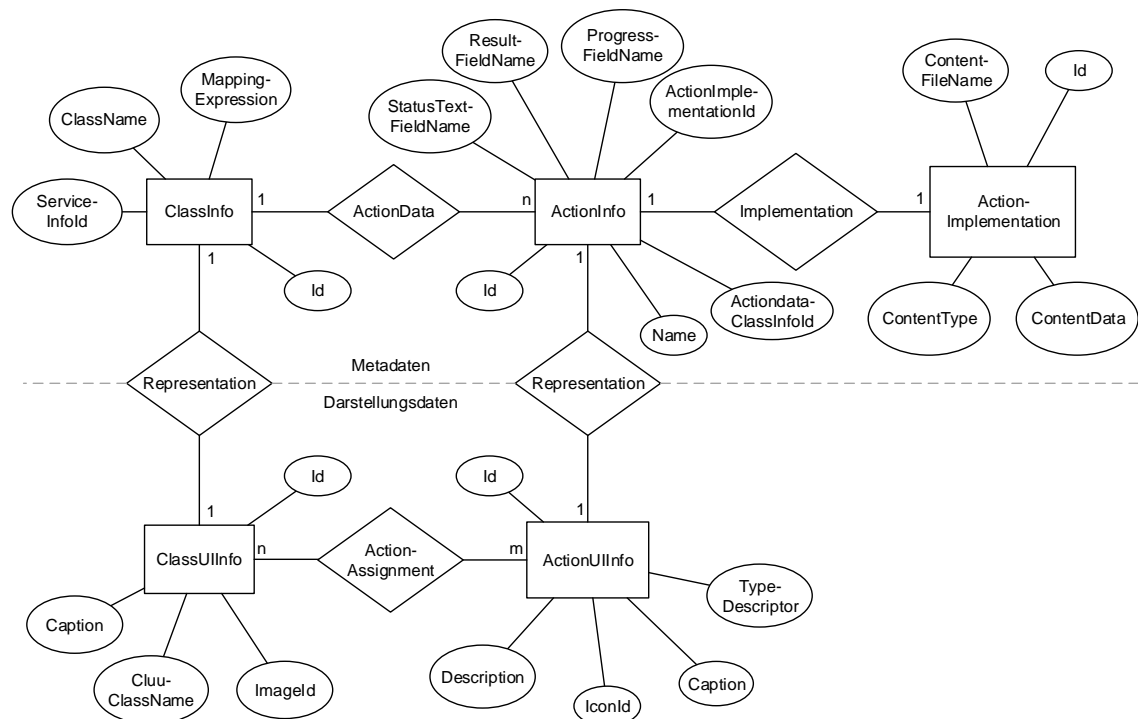 Result-
FieldName
Progress-
FieldName
Content-
FileName
Id
Mapping-
Expression
StatusText-
FieldName
ActionImple-
mentationId
ClassName
Service-
InfoId
ClassInfo
1
ActionData
n
ActionInfo
1
Implementation
1
Action-
Implementation
1
Id
1
Id
Name
Actiondata-
ClassInfoId
ContentType
ContentData
Metadaten
Representation
Representation
Darstellungsdaten
Id
Id
1
1
ClassUIInfo
n
Action-
Assignment
m
ActionUIInfo
Type-
Descriptor
Caption
Cluu-
ClassName
ImageId
Description
IconId
Caption